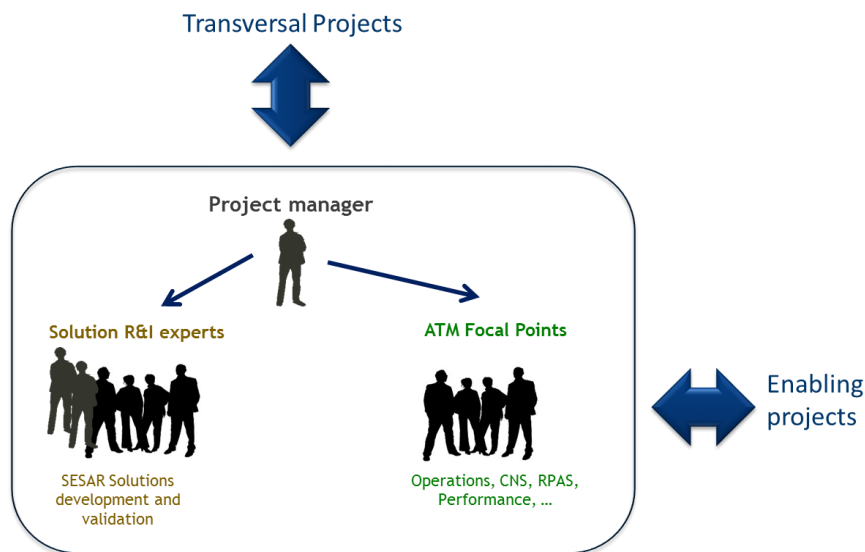 Transversal Projects
Project manager
Solution R&I experts
ATM Focal Points
SESAR Solutions
development and
validation
Operations, CNS, RPAS,
Performance, …
Enabling
projects